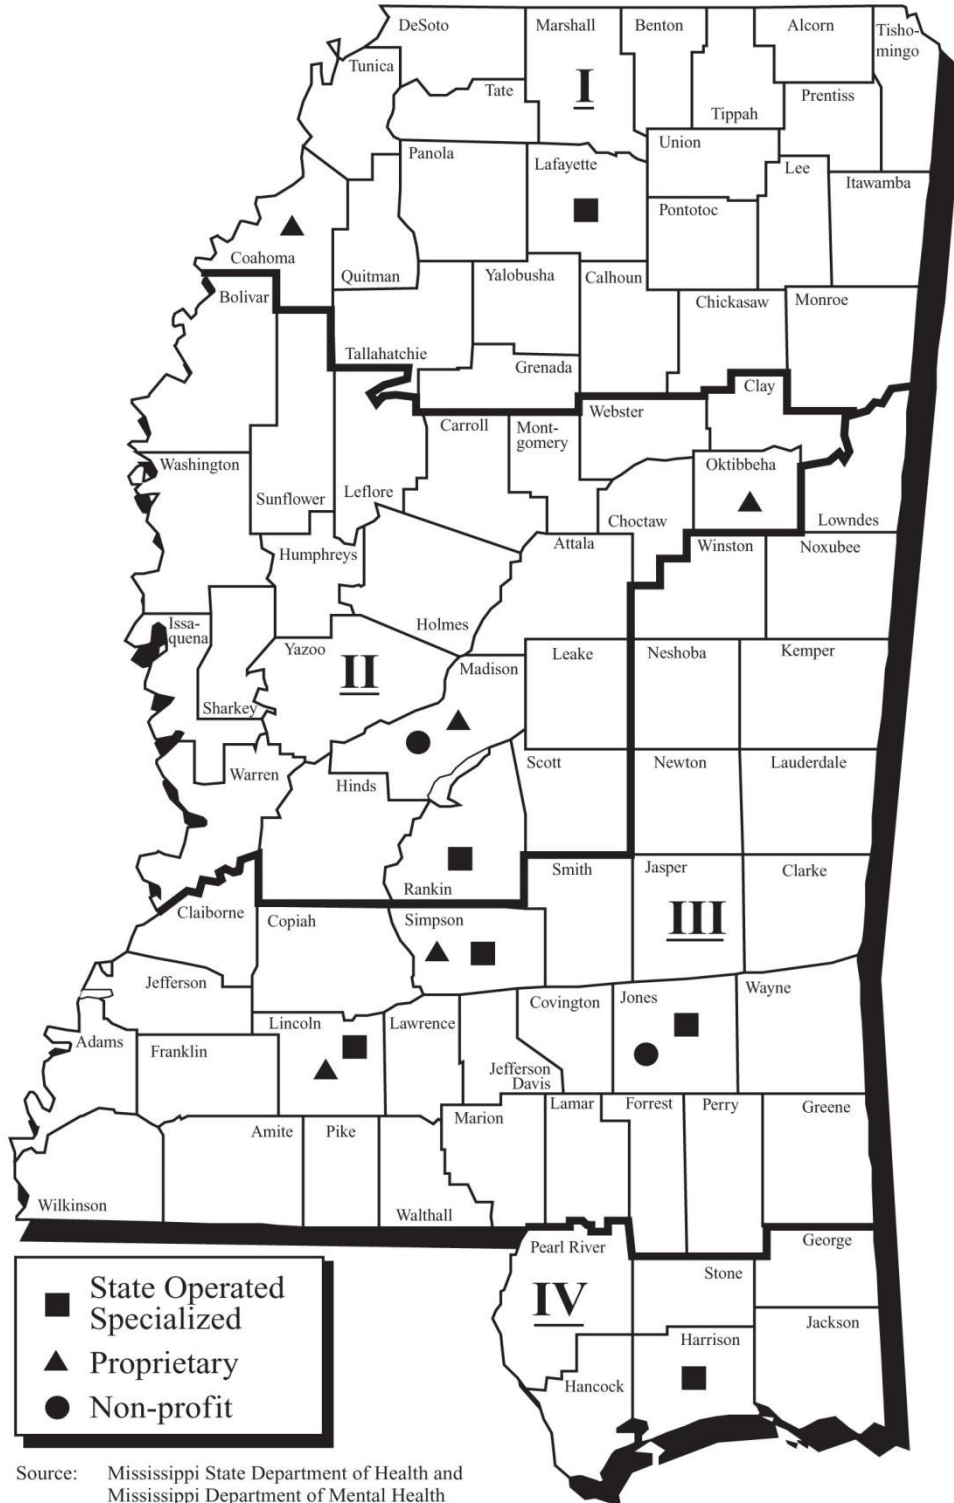 DeSoto
Marshall
Benton
Alcorn
Tisho-
mingo
Tunica
Tate
I
Tippah
Prentiss
Panola
Lafayette
Union
Lee
Itawamba
Pontotoc
Coahoma
Quitman
Yalobusha
Calhoun
Bolivar
Chickasaw
Monroe
Tallahatchie
Grenada
Clay
Webster
Carroll
Mont-
gomery
Washington
Sunflower
Leflore
Oktibbeha
Choctaw
Lowndes
Humphreys
Attala
Winston
Noxubee
Issa-
quena
Holmes
Yazoo
II
Madison
Leake
Neshoba
Kemper
Sharkey
Warren
Hinds
Scott
Newton
Lauderdale
Rankin
Smith
Jasper
Clarke
Claiborne
Copiah
Simpson
III
Jefferson
Covington
Jones
Wayne
Adams
Franklin
Lincoln
Lawrence
Jefferson
Davis
Marion
Lamar
Forrest
Perry
Greene
Amite
Pike
Wilkinson
Walthall
Pearl River
George
IV
Stone
Jackson
Harrison
Hancock
State Operated
Specialized
Proprietary
Non-profit
Source: Mississippi State Department of Health and
Mississippi Department of Mental Health